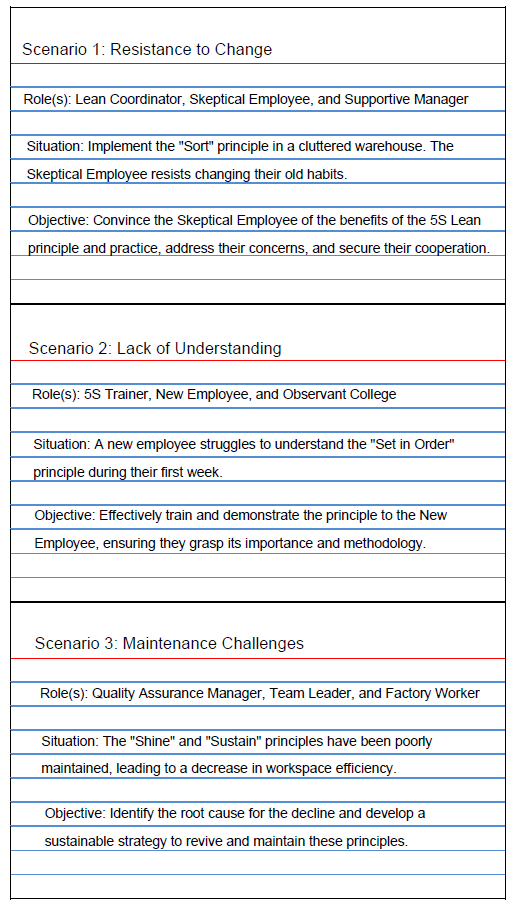 Scenario 1: Resistance to Change
Role(s): Lean Coordinator, Skeptical Employee, and Supportive Manager
Situation: Implement the "Sort" principle in a cluttered warehouse. The
Skeptical Employee resists changing their old habits.
Objective: Convince the Skeptical Employee of the benefits of the 5S Lean
principle and practice, address their concerns, and secure their cooperation.
Scenario 2: Lack of Understanding
Role(s): 5S Trainer, New Employee, and Observant College
Situation: A new employee struggles to understand the "Set in Order"
principle during their first week.
Objective: Effectively train and demonstrate the principle to the New
Employee, ensuring they grasp its importance and methodology.
Scenario 3: Maintenance Challenges
Role(s): Quality Assurance Manager, Team Leader, and Factory Worker
Situation: The "Shine" and "Sustain" principles have been poorly
maintained, leading to a decrease in workspace efficiency.
Objective: Identify the root cause for the decline and develop a
sustainable strategy to revive and maintain these principles.